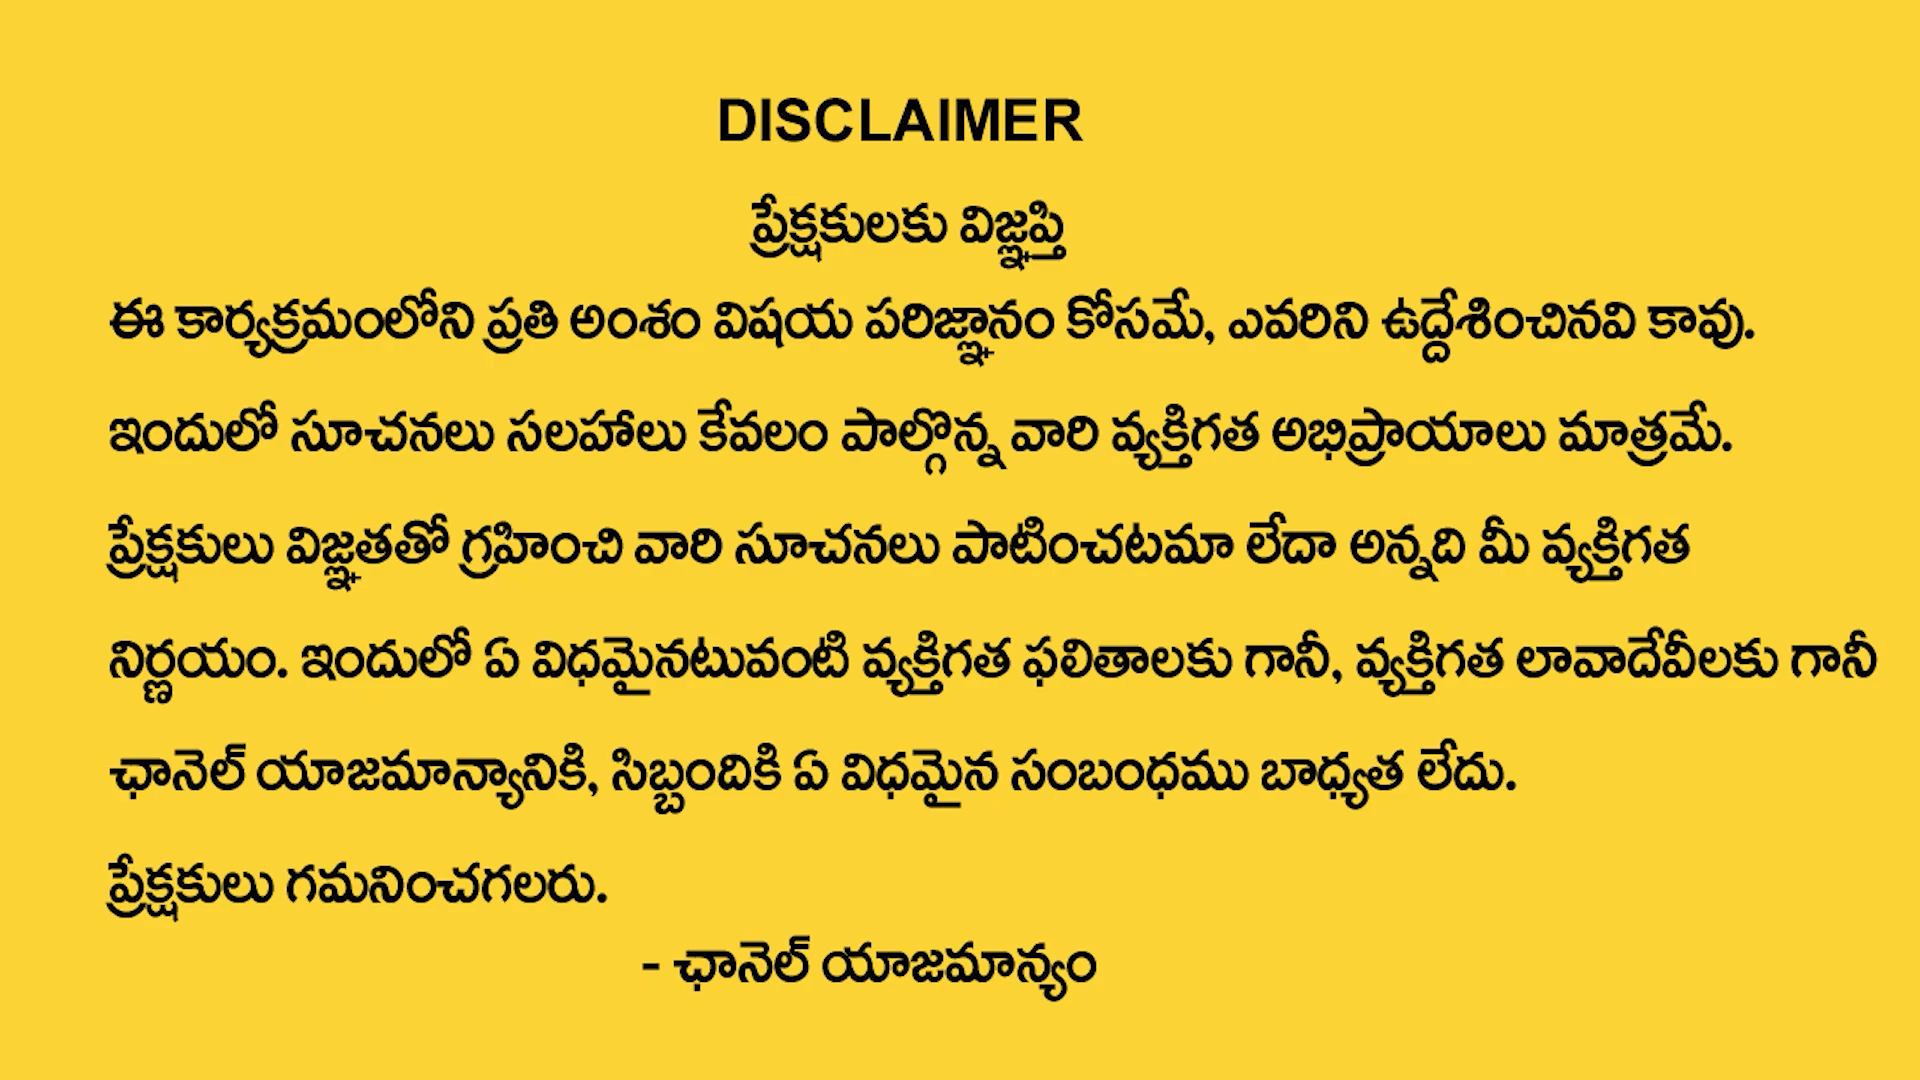 DISCLAIMER
ప్రేక్షకులకు విజ్ఞప్తి
ఈ కార్యక్రమంలోని ప్రతి అంశం విషయ పరిజ్ఞానం కోసమే, ఎవరిని ఉద్దేశించినవి కావు.
ఇందులో సూచనలు సలహాలు కేవలం పాల్గొన్న వారి వ్యక్తిగత అభిప్రాయాలు మాత్రమే.
ప్రేక్షకులు విజ్ఞతతో గ్రహించి వారి సూచనలు పాటించటమా లేదా అన్నది మీ వ్యక్తిగత
నిర్ణయం. ఇందులో ఏ విధమైనటువంటి వ్యక్తిగత ఫలితాలకు గానీ, వ్యక్తిగత లావాదేవీలకు గానీ
ఛానెల్ యాజమాన్యానికి, సిబ్బందికి ఏ విధమైన సంబంధము బాధ్యత లేదు.
ప్రేక్షకులు గమనించగలరు.
- ఛానెల్ యాజమాన్యం